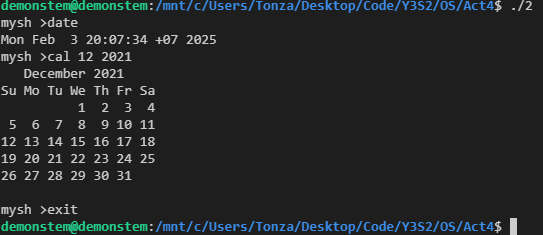 demonstem@demonstem:/mnt/c/Users/Tonza/Desktop/Code/Y3S2/OS/Act4$ ./2
mysh >date
Mon Feb  3 20:07:34 +07 2025
mysh >cal 12 2021
   December 2021
Su Mo Tu We Th Fr Sa
          1  2  3  4
 5  6  7  8  9 10 11
12 13 14 15 16 17 18
19 20 21 22 23 24 25
26 27 28 29 30 31

mysh >exit
demonstem@demonstem:/mnt/c/Users/Tonza/Desktop/Code/Y3S2/OS/Act4$